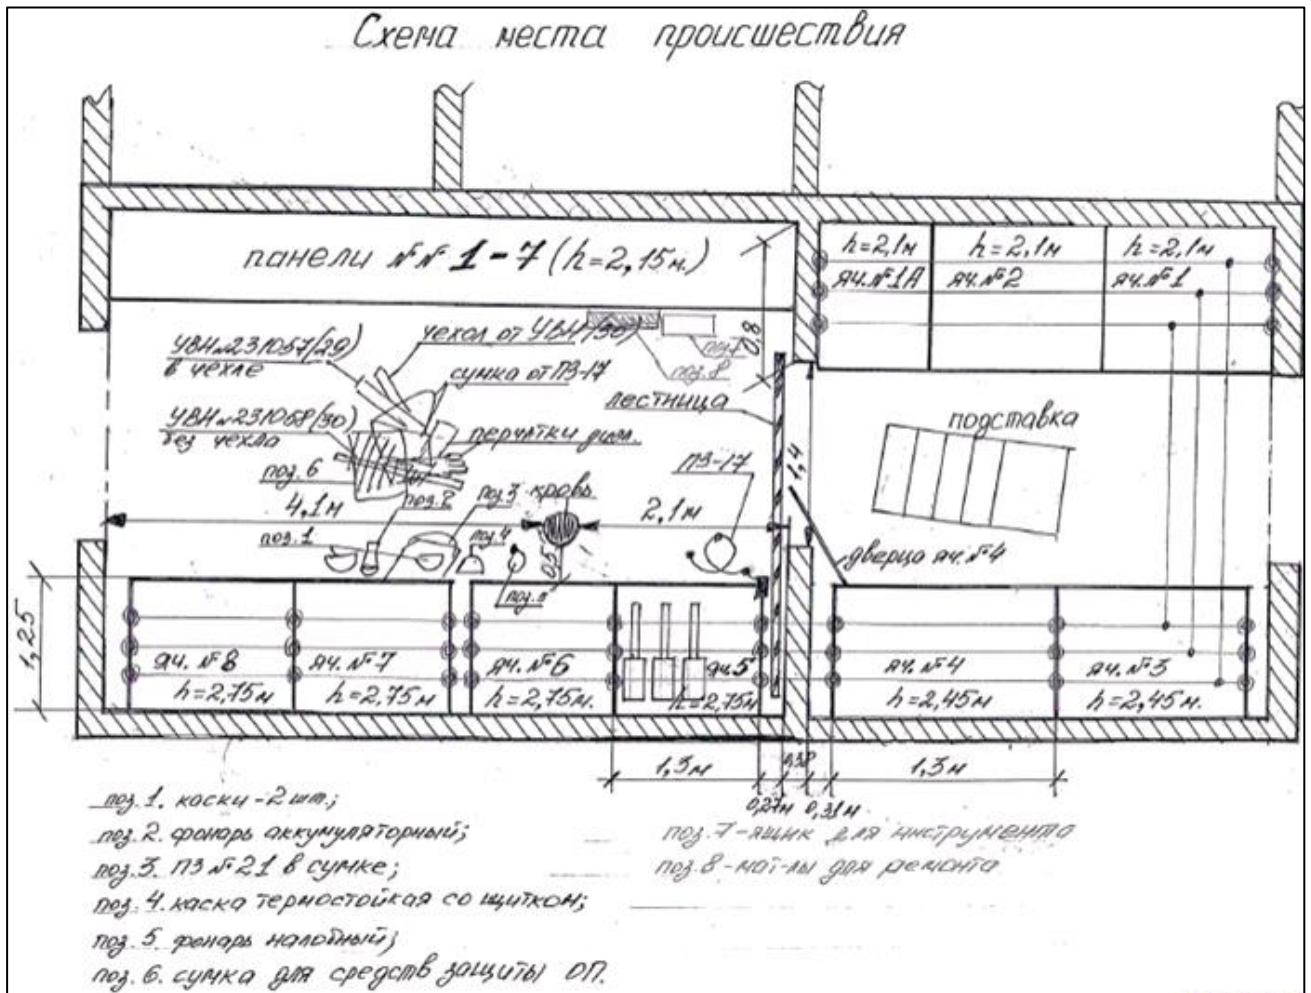 Схема места происшествия
панели №№ 1-7 (h=2,15м.)
h=2,1м h=2,1м h=2,1м
яч.№1А яч.№2 яч.№1
0,8
УВН№231057/(29)
в чехле
чехол от УВН/(30)
сумка от ПЗ-17
поз.7
поз.8
лестница
УВН№231068/(30)
без чехла
перчатки диэл.
поз.6
поз.2
поз.3
кровь
ПЗ-17
1,4
подставка
4,1м
2,1м
поз.1
поз.4
0,5
дверца яч.№4
1,25
яч.№8 яч.№7 яч.№6 яч.5 яч.№4 яч.№3
h=2,75м h=2,75м h=2,75м. h=2,75м h=2,45м h=2,45м.
1,3м 0,38 1,3м
0,27м 0,31м
поз.1. каски-2шт.;
поз.2. фонарь аккумуляторный;
поз.3. ПЗ №21 в сумке;
поз.4. каска термостойкая со щитком;
поз.5 фонарь налобный;
поз.6. сумка для средств защиты ОП.
поз.7-ящик для инструмента
поз.8-мат-лы для ремонта